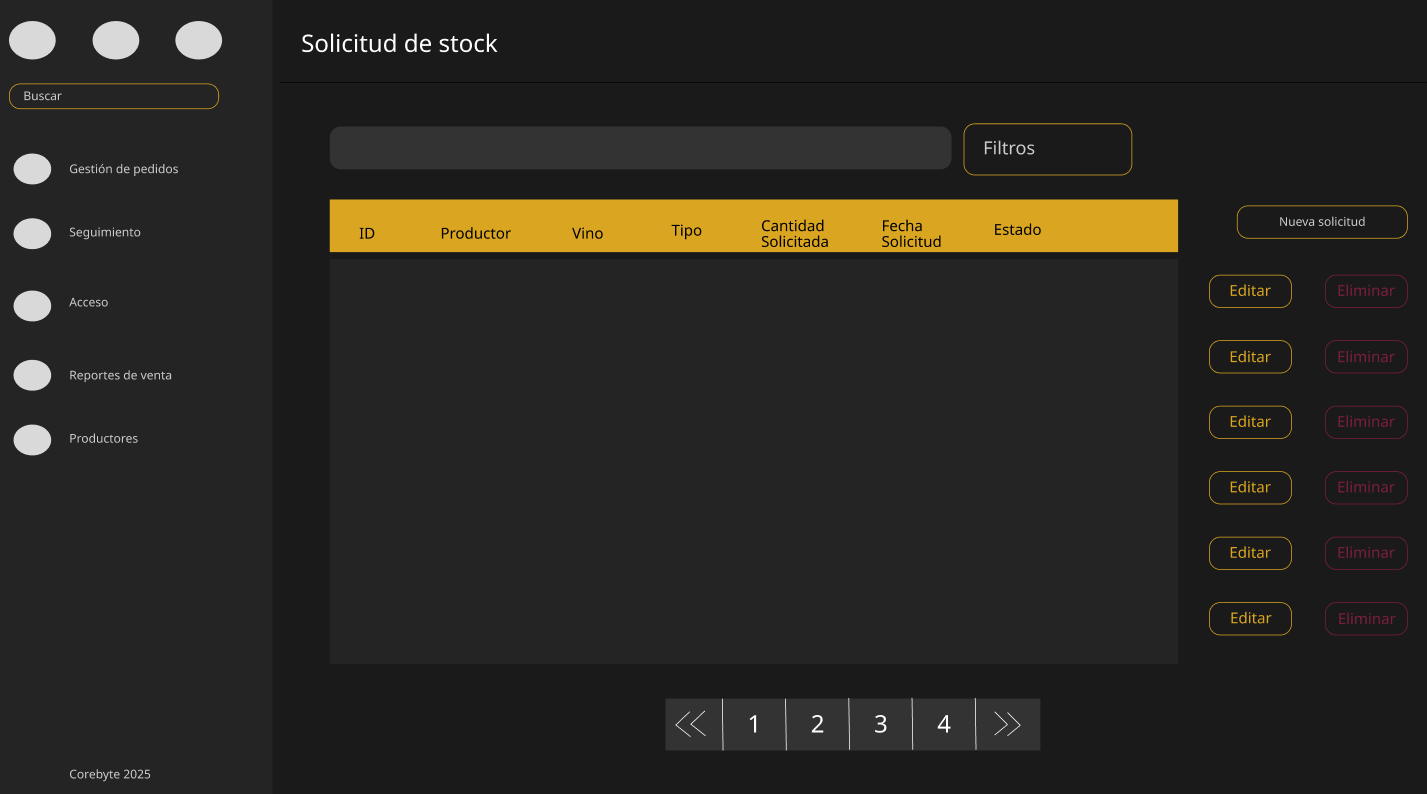 Solicitud de stock
Buscar
Gestión de pedidos
Seguimiento
Acceso
Reportes de venta
Productores
Corebyte 2025
Filtros
ID
Productor
Vino
Tipo
Cantidad
Solicitada
Fecha
Solicitud
Estado
Nueva solicitud
Editar Eliminar
Editar Eliminar
Editar Eliminar
Editar Eliminar
Editar Eliminar
Editar Eliminar
1 2 3 4